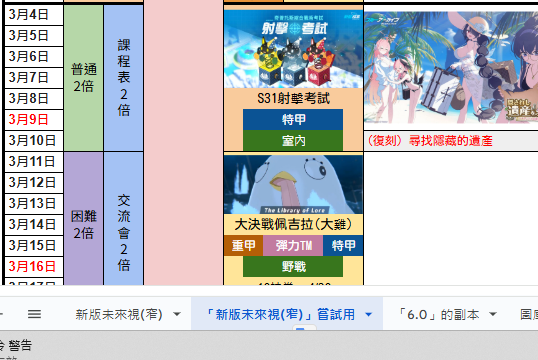 3月4日
3月5日
3月6日
3月7日
3月8日
3月9日
3月10日
3月11日
3月12日
3月13日
3月14日
3月15日
3月16日
普通
2倍
困難
2倍
課
程
表
2
倍
交
流
會
2
倍
射擊考試
S31射擊考試
特甲
室內
The Library of Lore
大決戰佩吉拉(大雞)
重甲
彈力TM
特甲
野戰
(復刻) 尋找隱藏的遺產
新版未來視(窄)
「新版未來視(窄)」嘗試用
「6.0」的副本
圖
警告